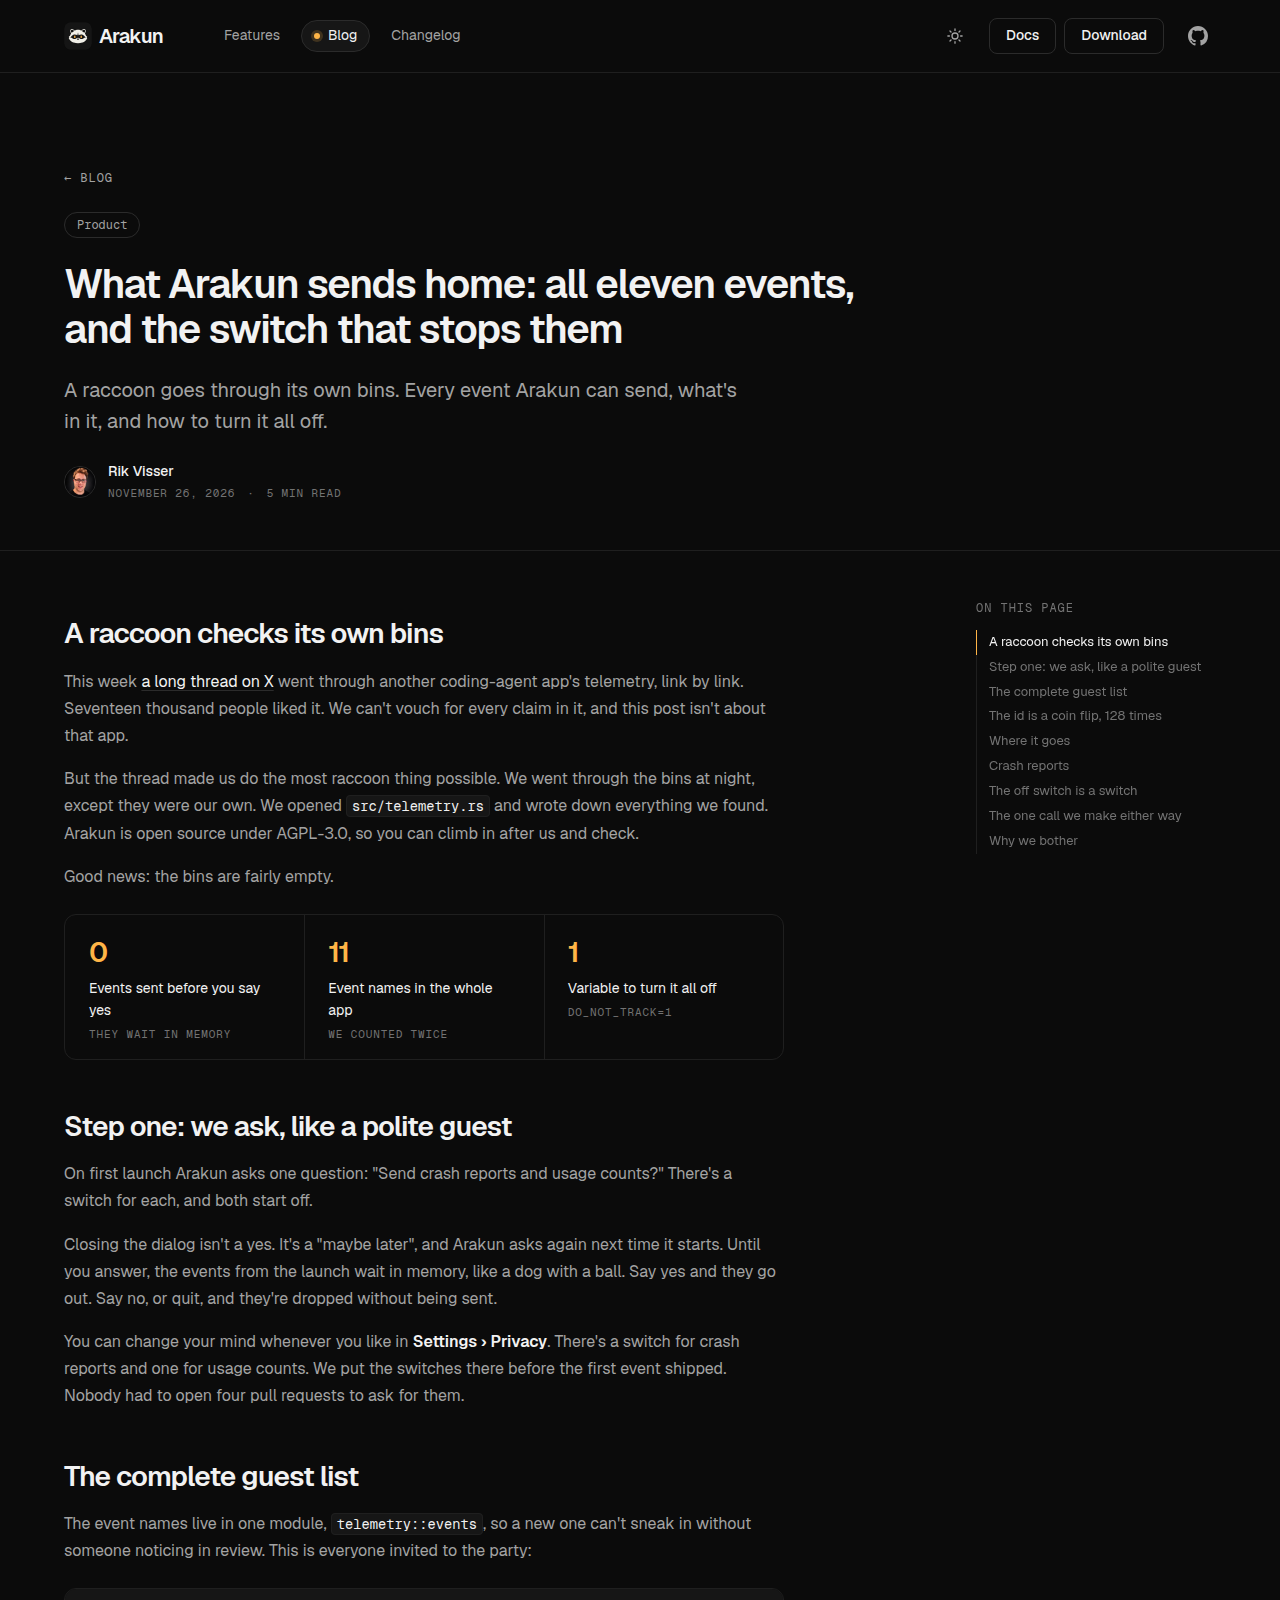 Arakun
Features
Blog
Changelog
Docs
Download
← BLOG
Product
What Arakun sends home: all eleven events,
and the switch that stops them
A raccoon goes through its own bins. Every event Arakun can send, what's
in it, and how to turn it all off.
Rik Visser
NOVEMBER 26, 2026 · 5 MIN READ
A raccoon checks its own bins
This week a long thread on X went through another coding-agent app's telemetry, link by link.
Seventeen thousand people liked it. We can't vouch for every claim in it, and this post isn't about
that app.
But the thread made us do the most raccoon thing possible. We went through the bins at night,
except they were our own. We opened src/telemetry.rs and wrote down everything we found.
Arakun is open source under AGPL-3.0, so you can climb in after us and check.
Good news: the bins are fairly empty.
0
Events sent before you say
yes
THEY WAIT IN MEMORY
11
Event names in the whole
app
WE COUNTED TWICE
1
Variable to turn it all off
DO_NOT_TRACK=1
Step one: we ask, like a polite guest
On first launch Arakun asks one question: "Send crash reports and usage counts?" There's a
switch for each, and both start off.
Closing the dialog isn't a yes. It's a "maybe later", and Arakun asks again next time it starts. Until
you answer, the events from the launch wait in memory, like a dog with a ball. Say yes and they go
out. Say no, or quit, and they're dropped without being sent.
You can change your mind whenever you like in Settings › Privacy. There's a switch for crash
reports and one for usage counts. We put the switches there before the first event shipped.
Nobody had to open four pull requests to ask for them.
The complete guest list
The event names live in one module, telemetry::events, so a new one can't sneak in without
someone noticing in review. This is everyone invited to the party:
ON THIS PAGE
A raccoon checks its own bins
Step one: we ask, like a polite guest
The complete guest list
The id is a coin flip, 128 times
Where it goes
Crash reports
The off switch is a switch
The one call we make either way
Why we bother